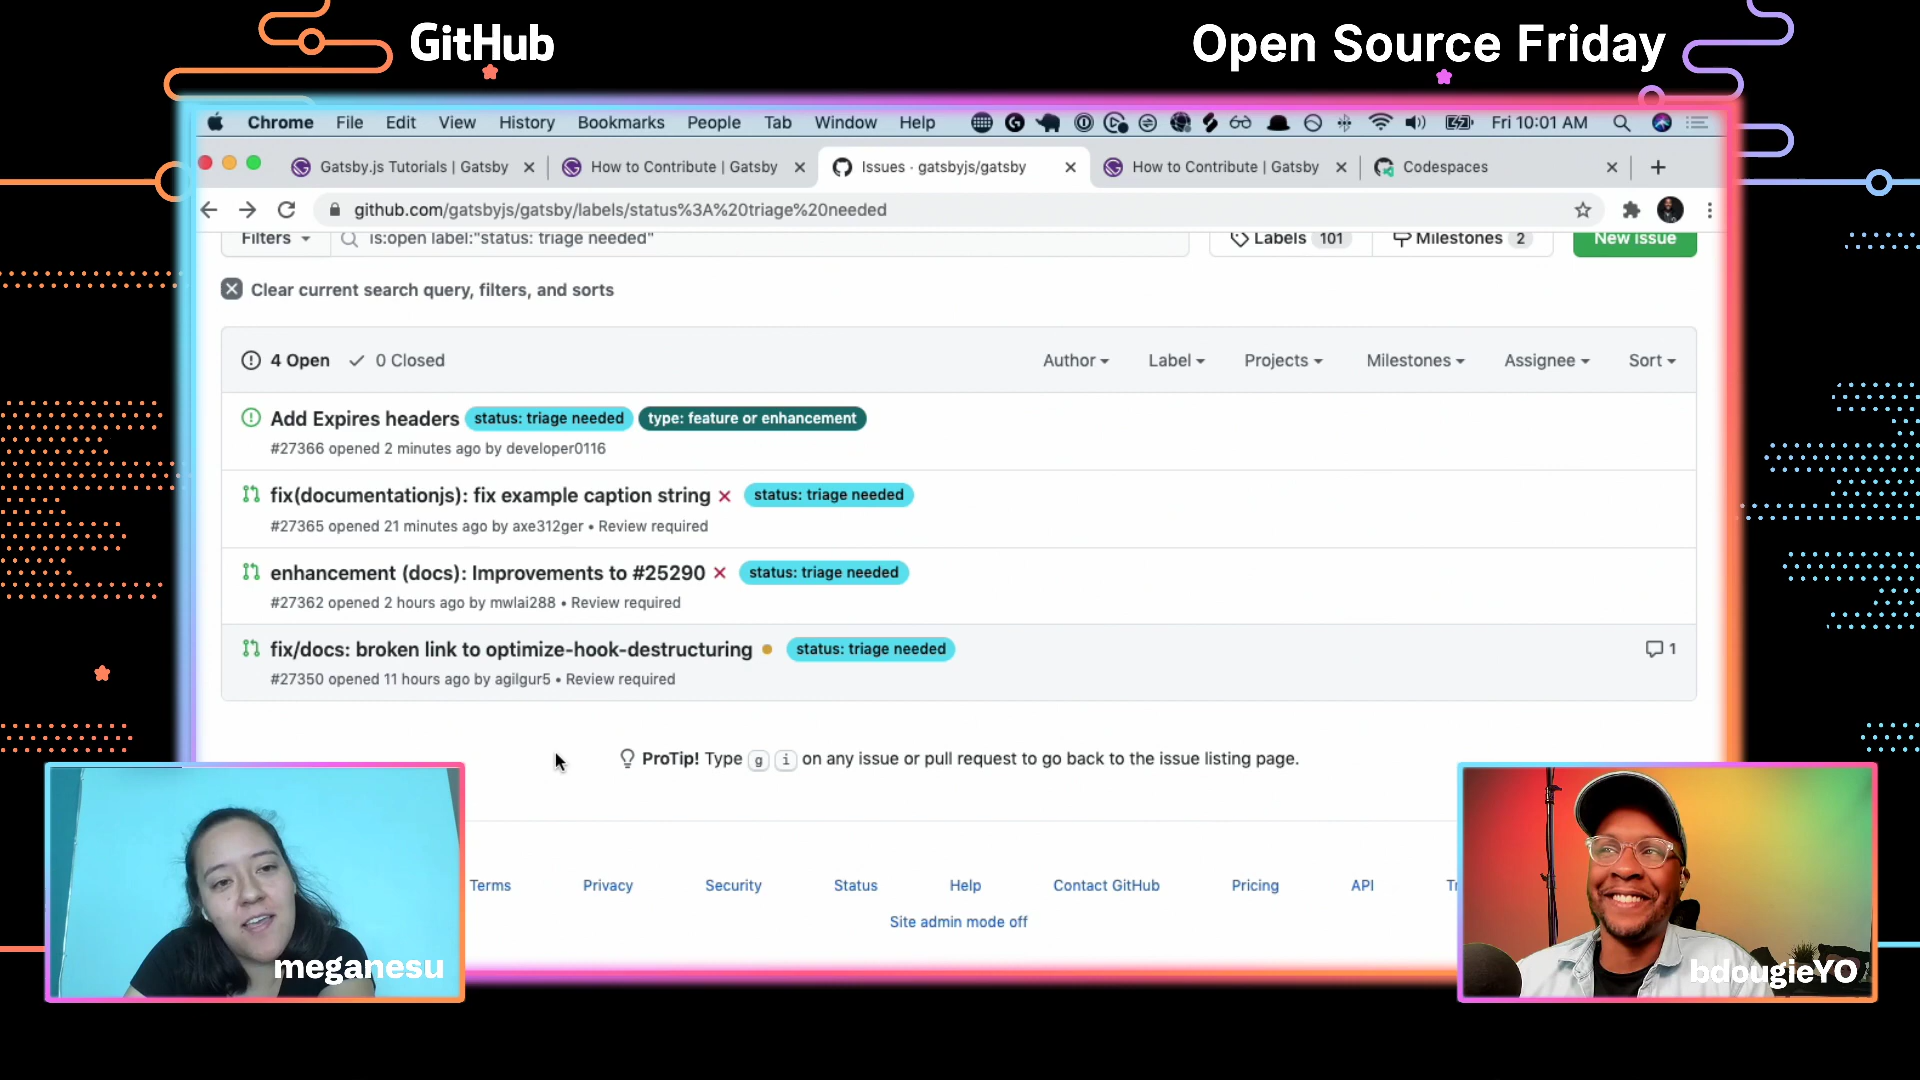 GitHub
Open Source Friday
Chrome File Edit View History Bookmarks People Tab Window Help Fri 10:01 AM
Gatsby.js Tutorials | Gatsby
How to Contribute | Gatsby
Issues · gatsbyjs/gatsby
How to Contribute | Gatsby
Codespaces
github.com/gatsbyjs/gatsby/labels/status%3A%20triage%20needed
Filters
is:open label:"status: triage needed"
Labels 101
Milestones 2
New issue
Clear current search query, filters, and sorts
4 Open 0 Closed
Author Label Projects Milestones Assignee Sort
Add Expires headers status: triage needed type: feature or enhancement
#27366 opened 2 minutes ago by developer0116
fix(documentationjs): fix example caption string status: triage needed
#27365 opened 21 minutes ago by axe312ger • Review required
enhancement (docs): Improvements to #25290 status: triage needed
#27362 opened 2 hours ago by mwlai288 • Review required
fix/docs: broken link to optimize-hook-destructuring status: triage needed 1
#27350 opened 11 hours ago by agilgur5 • Review required
ProTip! Type g i on any issue or pull request to go back to the issue listing page.
Terms Privacy Security Status Help Contact GitHub Pricing API
Site admin mode off
meganesu
bdougieYO